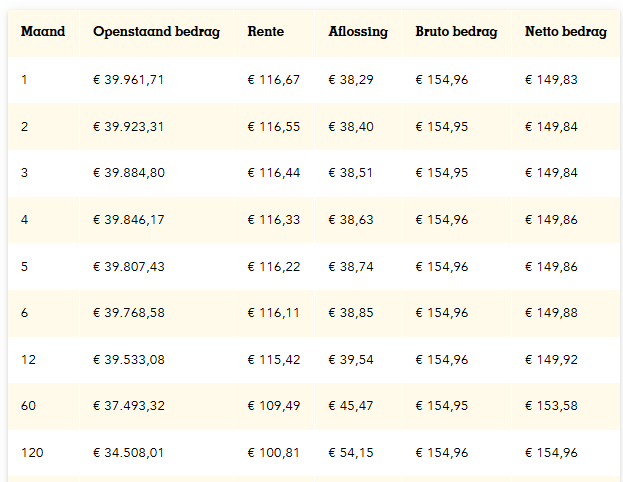 Maand Openstaand bedrag Rente Aflossing Bruto bedrag Netto bedrag
1 € 39.961,71 € 116,67 € 38,29 € 154,96 € 149,83
2 € 39.923,31 € 116,55 € 38,40 € 154,95 € 149,84
3 € 39.884,80 € 116,44 € 38,51 € 154,95 € 149,84
4 € 39.846,17 € 116,33 € 38,63 € 154,96 € 149,86
5 € 39.807,43 € 116,22 € 38,74 € 154,96 € 149,86
6 € 39.768,58 € 116,11 € 38,85 € 154,96 € 149,88
12 € 39.533,08 € 115,42 € 39,54 € 154,96 € 149,92
60 € 37.493,32 € 109,49 € 45,47 € 154,95 € 153,58
120 € 34.508,01 € 100,81 € 54,15 € 154,96 € 154,96